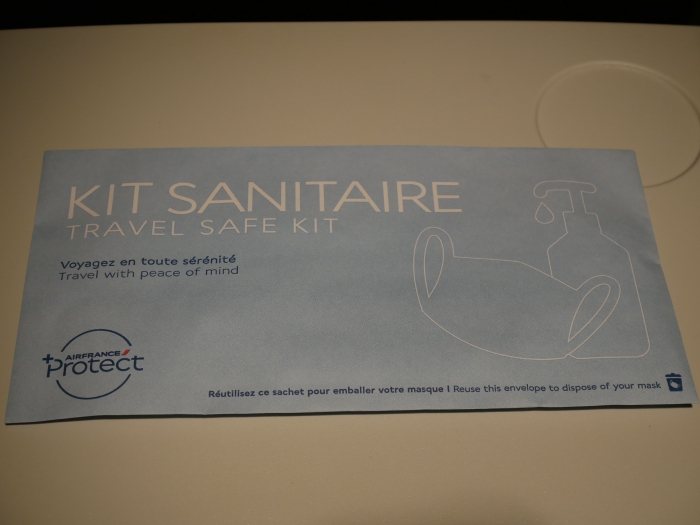 KIT SANITAIRE
TRAVEL SAFE KIT
Voyagez en toute sérénité
Travel with peace of mind
AIRFRANCE
+Protect
Réutilisez ce sachet pour emballer votre masque I Reuse this envelope to dispose of your mask